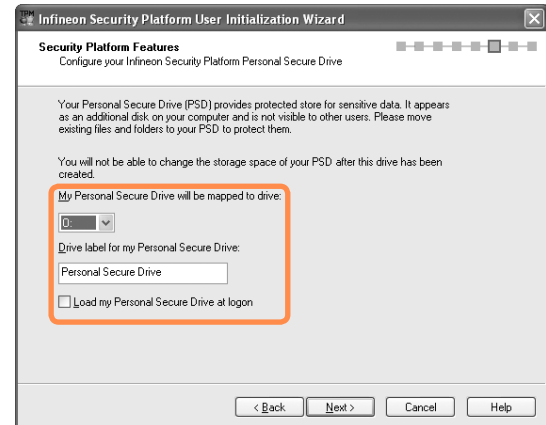 TPM
Infineon Security Platform User Initialization Wizard
Security Platform Features
Configure your Infineon Security Platform Personal Secure Drive
Your Personal Secure Drive (PSD) provides protected store for sensitive data. It appears
as an additional disk on your computer and is not visible to other users. Please move
existing files and folders to your PSD to protect them.
You will not be able to change the storage space of your PSD after this drive has been
created.
My Personal Secure Drive will be mapped to drive:
O:
Drive label for my Personal Secure Drive:
Personal Secure Drive
Load my Personal Secure Drive at logon
< Back
Next >
Cancel
Help